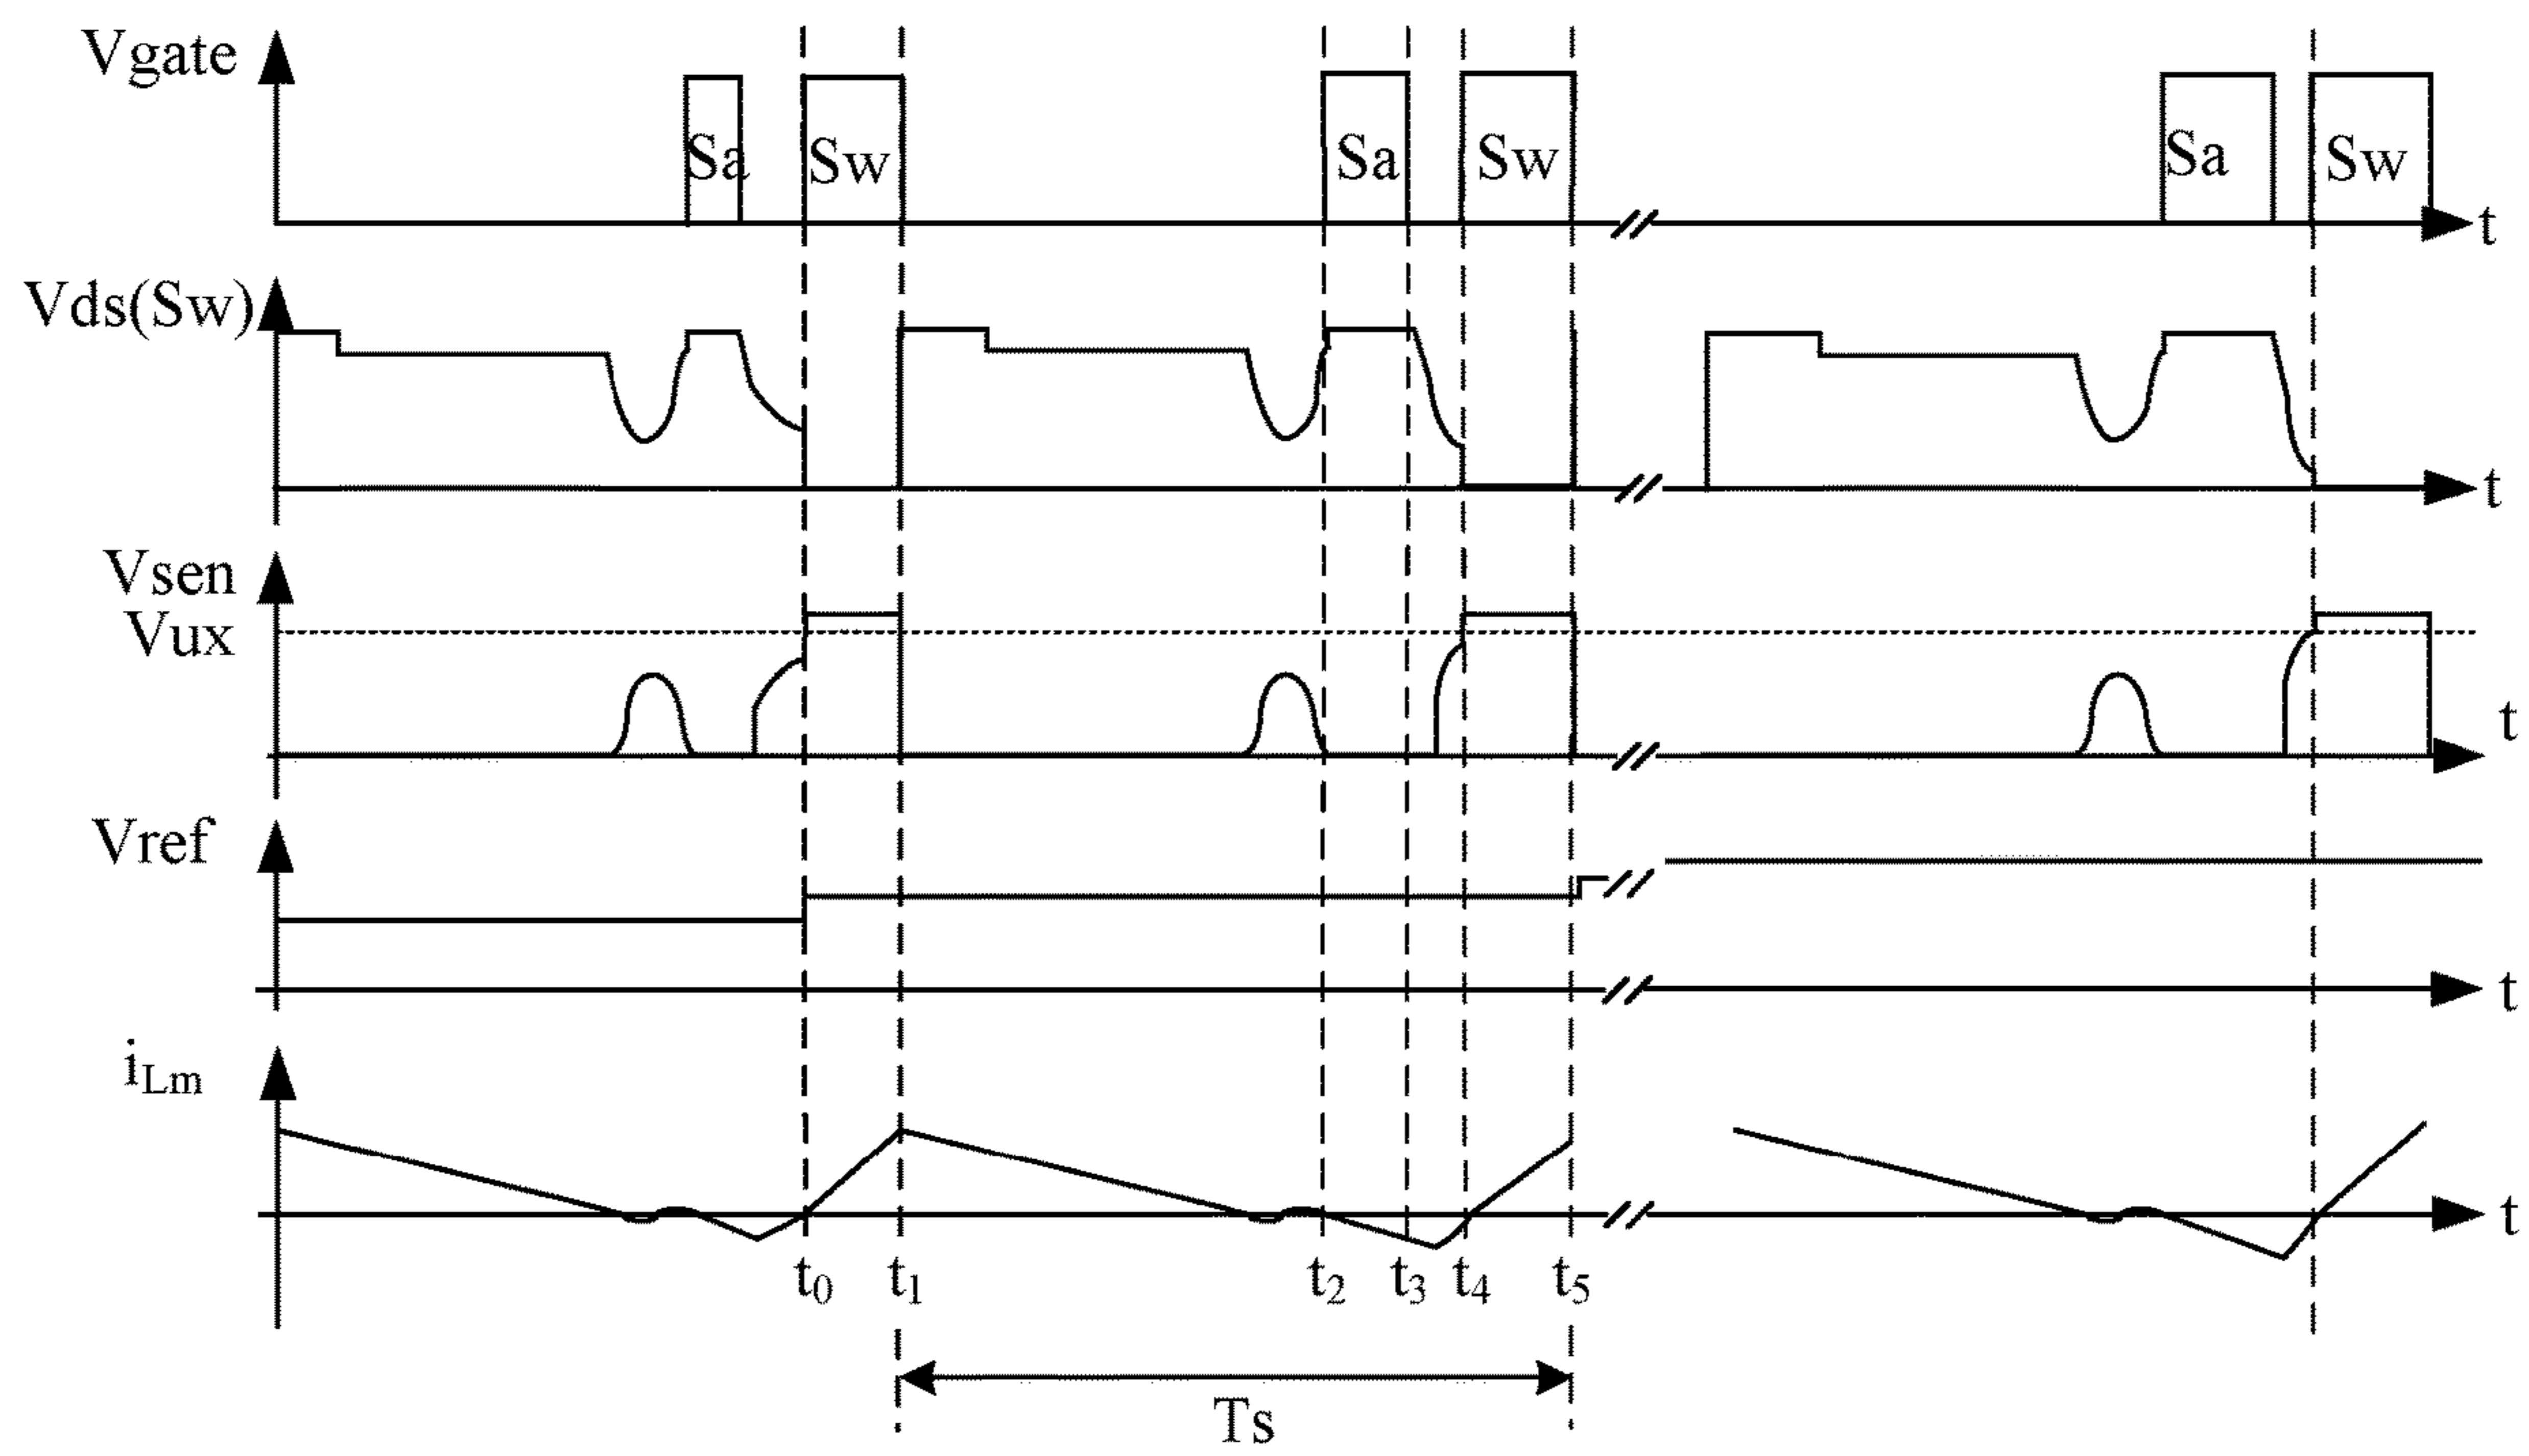 Vgate
Sa Sw Sa Sw Sa Sw
t
Vds(Sw)
t
Vsen
Vux
t
Vref
t
iLm
t
t0 t1 t2 t3 t4 t5
Ts